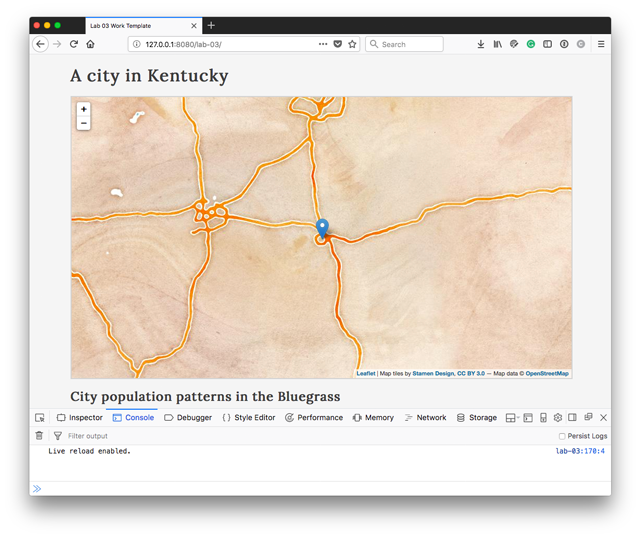 Lab 03 Work Template
127.0.0.1:8080/lab-03/
Search
A city in Kentucky
+
−
Leaflet | Map tiles by Stamen Design, CC BY 3.0 — Map data © OpenStreetMap
City population patterns in the Bluegrass
Inspector Console Debugger Style Editor Performance Memory Network Storage
Filter output Persist Logs
Live reload enabled. lab-03:170:4